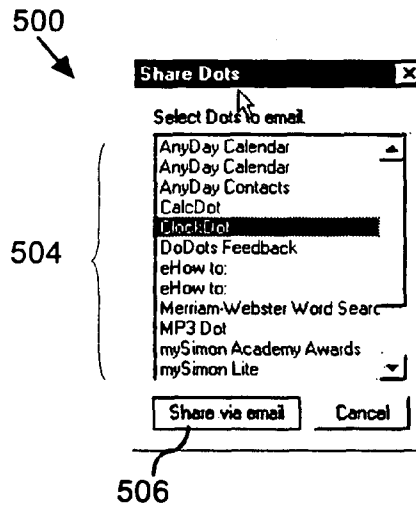 500
Share Dots
Select Dots to email.
AnyDay Calendar
AnyDay Calendar
AnyDay Contacts
CalcDot
ClockDot
DoDots Feedback
eHow to:
eHow to:
Merriam-Webster Word Searc
MP3 Dot
mySimon Academy Awards
mySimon Lite
504
Share via email Cancel
506